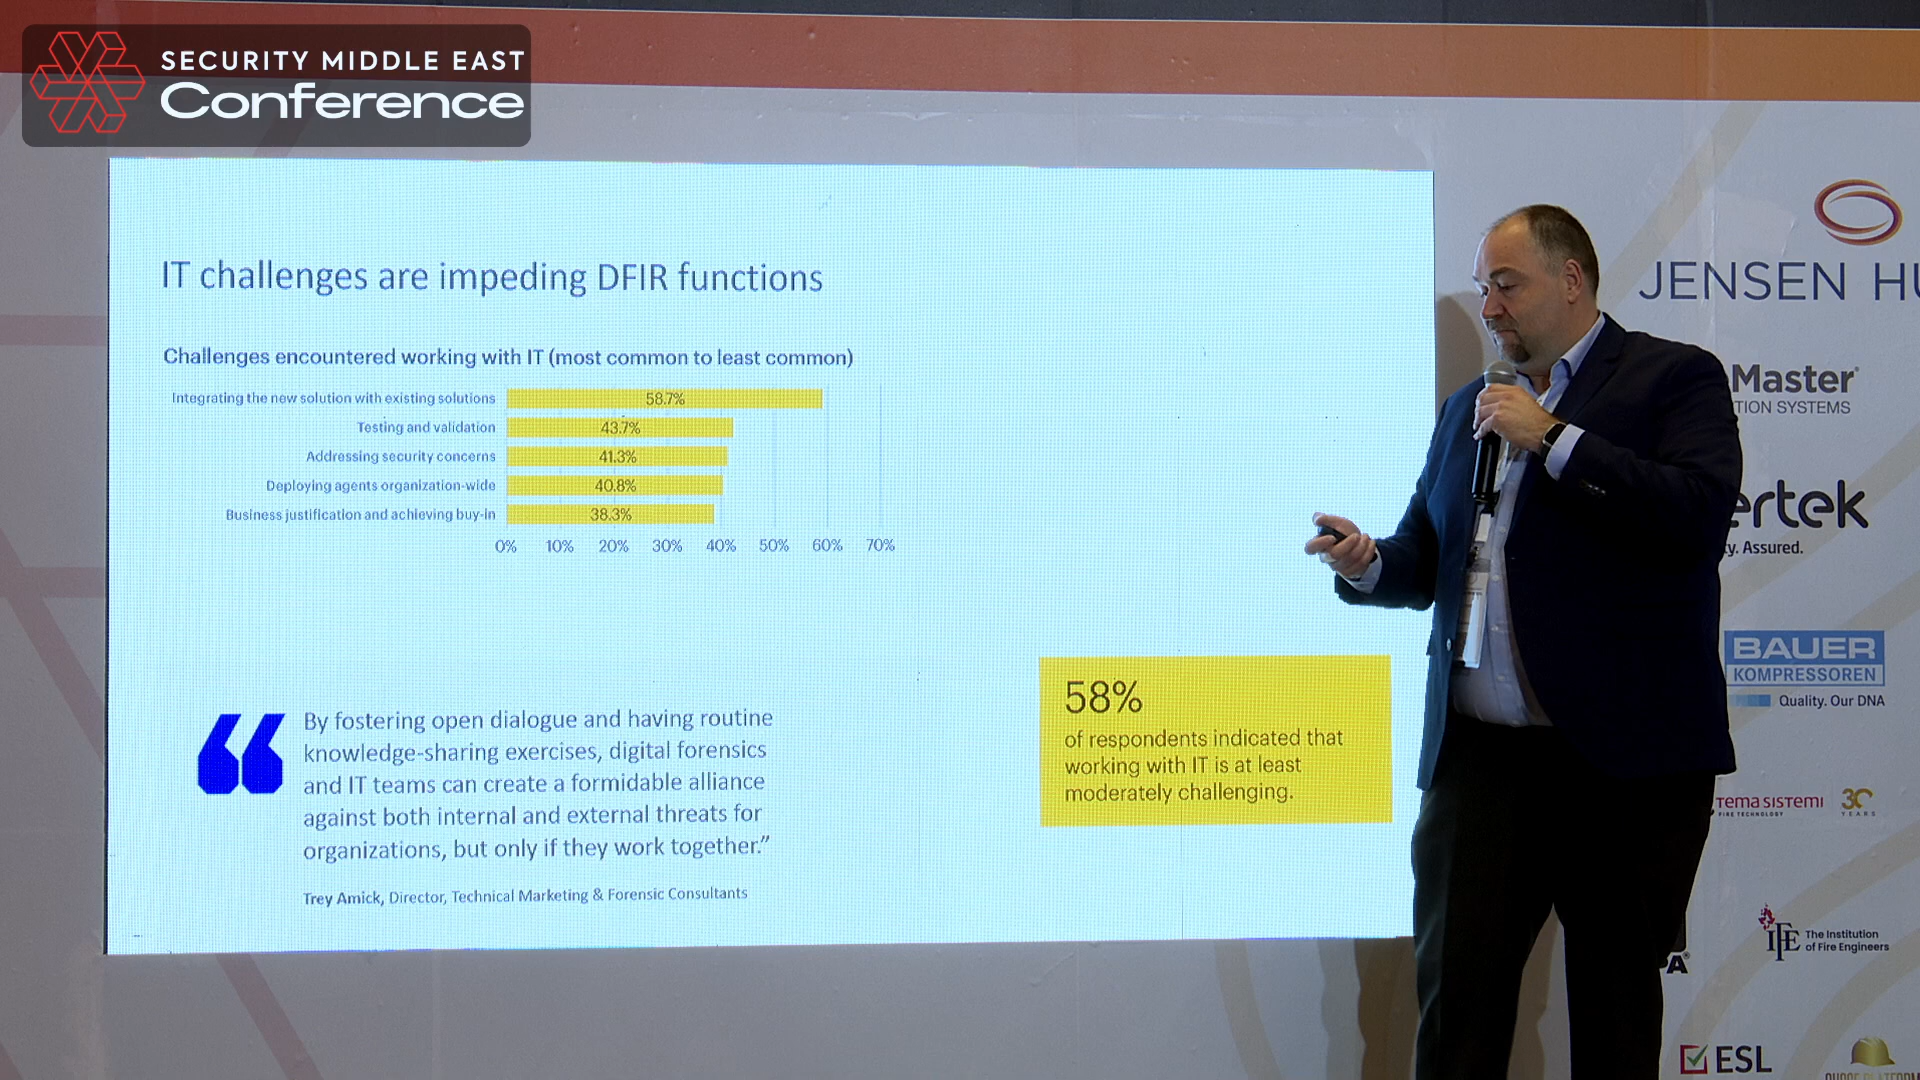 SECURITY MIDDLE EAST
Conference
IT challenges are impeding DFIR functions
Challenges encountered working with IT (most common to least common)
Integrating the new solution with existing solutions 58.7%
Testing and validation 43.7%
Addressing security concerns 41.3%
Deploying agents organization-wide 40.8%
Business justification and achieving buy-in 38.3%
0% 10% 20% 30% 40% 50% 60% 70%
“
By fostering open dialogue and having routine
knowledge-sharing exercises, digital forensics
and IT teams can create a formidable alliance
against both internal and external threats for
organizations, but only if they work together.”
Trey Amick, Director, Technical Marketing & Forensic Consultants
58%
of respondents indicated that
working with IT is at least
moderately challenging.
JENSEN HU
Master
TION SYSTEMS
ertek
ty. Assured.
BAUER
KOMPRESSOREN
Quality. Our DNA
TEMA SISTEMI
FIRE TECHNOLOGY
30
YEARS
PA®
IFE
The Institution
of Fire Engineers
ESL